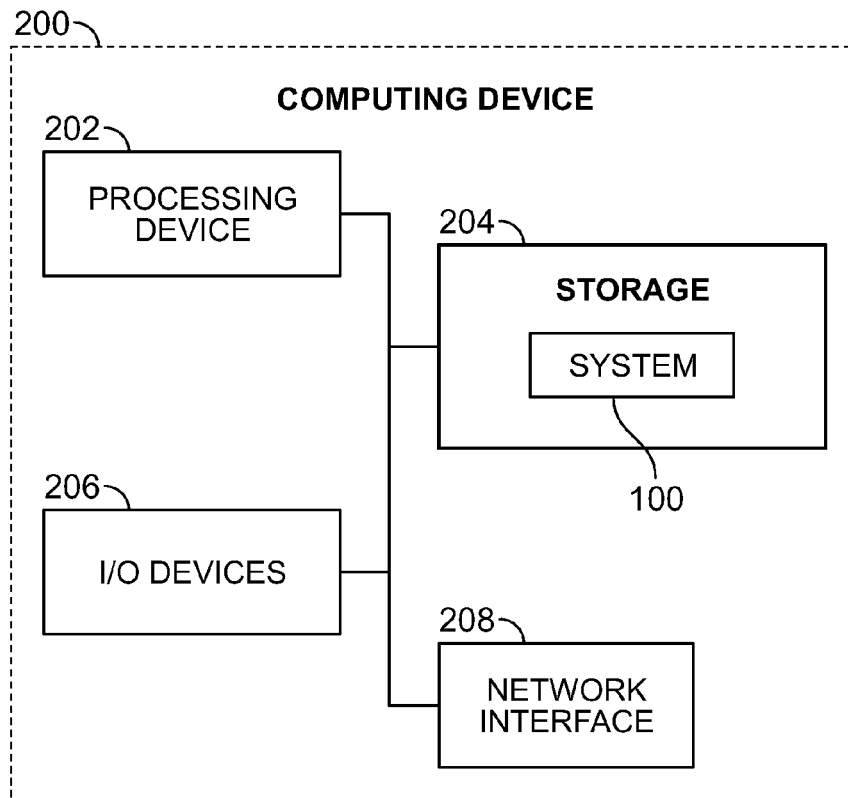 200
COMPUTING DEVICE
202
PROCESSING
DEVICE
204
STORAGE
SYSTEM
100
206
I/O DEVICES
208
NETWORK
INTERFACE